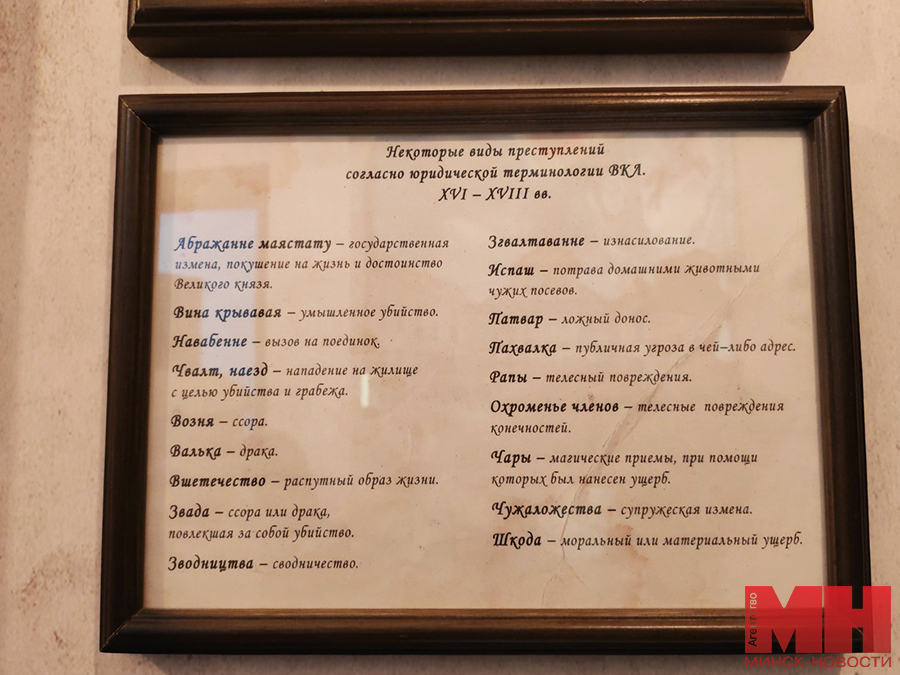 Некоторые виды преступлений
согласно юридической терминологии ВКЛ.
XVI – XVIII вв.
Абражанне маястату – государственная
измена, покушение на жизнь и достоинство
Великого князя.
Вина крывавая – умышленное убийство.
Навабенне – вызов на поединок.
Гвалт, наезд – нападение на жилище
с целью убийства и грабежа.
Возня – ссора.
Валька – драка.
Вшетечество – распутный образ жизни.
Звада – ссора или драка,
повлекшая за собой убийство.
Зводництва – сводничество.
Згвалтаванне – изнасилование.
Испаш – потрава домашними животными
чужих посевов.
Патвар – ложный донос.
Пахвалка – публичная угроза в чей–либо адрес.
Рапы – телесный повреждения.
Охроменье членов – телесные повреждения
конечностей.
Чары – магические приемы, при помощи
которых был нанесен ущерб.
Чужаложества – супружеская измена.
Шкода – моральный или материальный ущерб.
Агентство
МН
МИНСК-НОВОСТИ